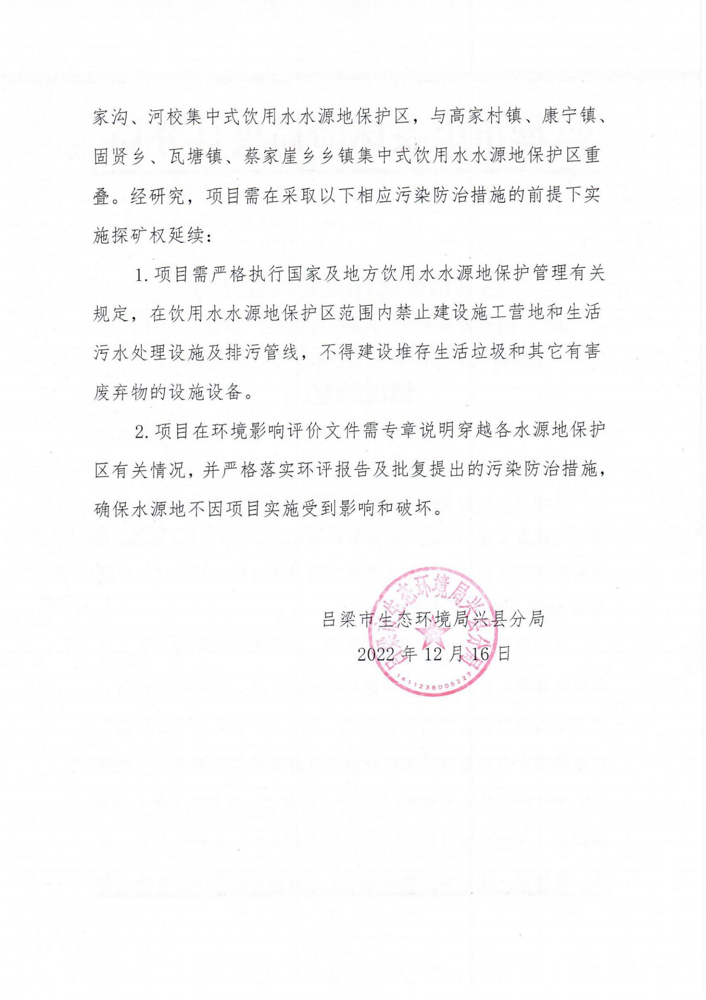 家沟、河校集中式饮用水水源地保护区，与高家村镇、康宁镇、
固贤乡、瓦塘镇、蔡家崖乡乡镇集中式饮用水水源地保护区重
叠。经研究，项目需在采取以下相应污染防治措施的前提下实
施探矿权延续：
1.项目需严格执行国家及地方饮用水水源地保护管理有关
规定，在饮用水水源地保护区范围内禁止建设施工营地和生活
污水处理设施及排污管线，不得建设堆存生活垃圾和其它有害
废弃物的设施设备。
2.项目在环境影响评价文件需专章说明穿越各水源地保护
区有关情况，并严格落实环评报告及批复提出的污染防治措施，
确保水源地不因项目实施受到影响和破坏。
吕梁市生态环境局兴县分局
2022年12月16日
吕梁市生态环境局兴县分局
1411238005222